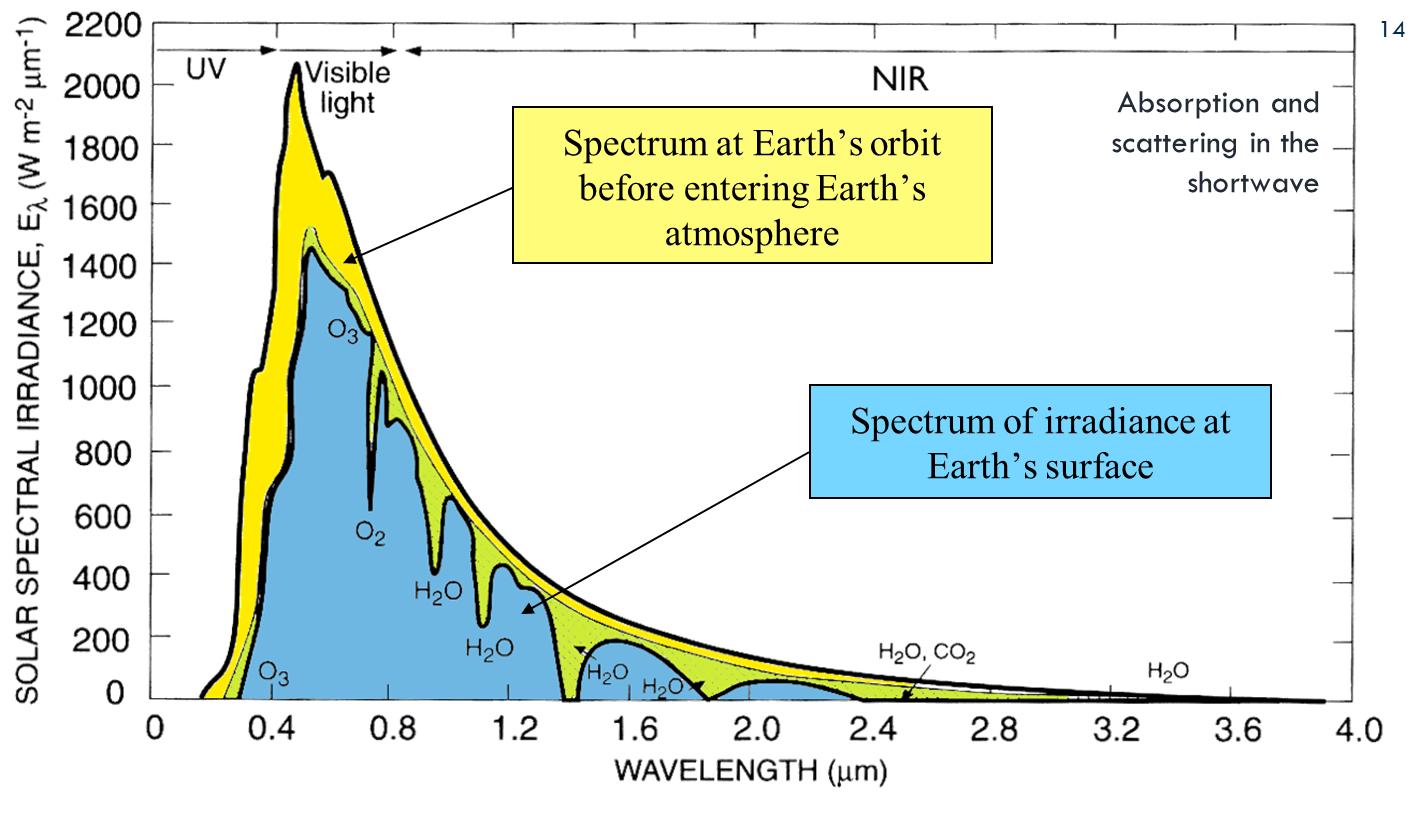 14
Absorption and
scattering in the
shortwave
UV
Visible
light
NIR
Spectrum at Earth’s orbit
before entering Earth’s
atmosphere
Spectrum of irradiance at
Earth’s surface
SOLAR SPECTRAL IRRADIANCE, Eλ (W m-2 μm-1)
2200
2000
1800
1600
1400
1200
1000
800
600
400
200
0
O3
O2
H2O
H2O
H2O
H2O
H2O, CO2
H2O
O3
0 0.4 0.8 1.2 1.6 2.0 2.4 2.8 3.2 3.6 4.0
WAVELENGTH (μm)